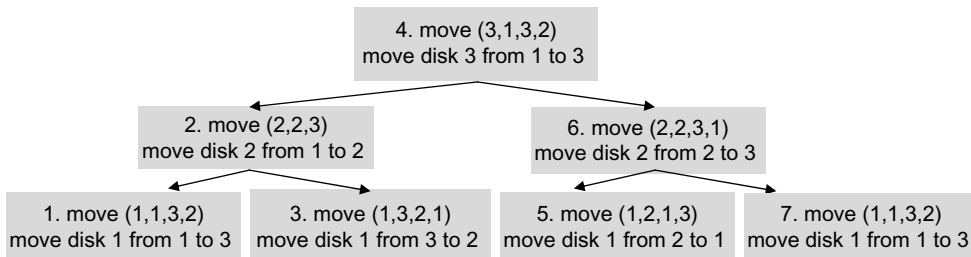 4. move (3,1,3,2)
move disk 3 from 1 to 3
2. move (2,2,3)
move disk 2 from 1 to 2
6. move (2,2,3,1)
move disk 2 from 2 to 3
1. move (1,1,3,2)
move disk 1 from 1 to 3
3. move (1,3,2,1)
move disk 1 from 3 to 2
5. move (1,2,1,3)
move disk 1 from 2 to 1
7. move (1,1,3,2)
move disk 1 from 1 to 3